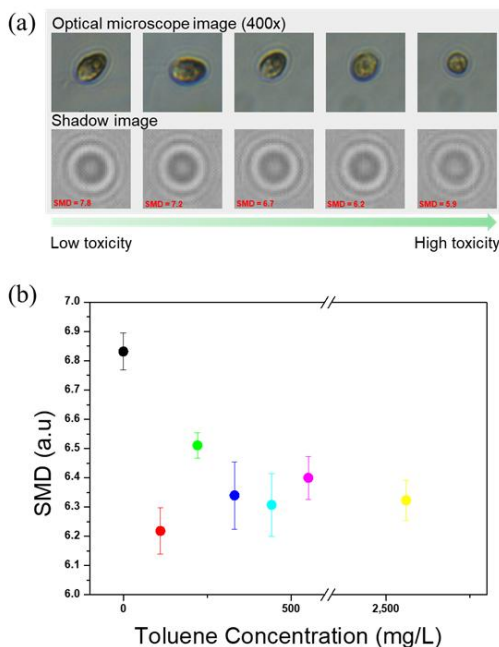 (a)
Optical microscope image (400x)
Shadow image
SMD = 7.8 SMD = 7.2 SMD = 6.7 SMD = 6.2 SMD = 5.9
Low toxicity High toxicity
(b)
7.0
6.9
6.8
6.7
6.6
6.5
6.4
6.3
6.2
6.1
6.0
SMD (a.u)
0 500 2,500
Toluene Concentration (mg/L)